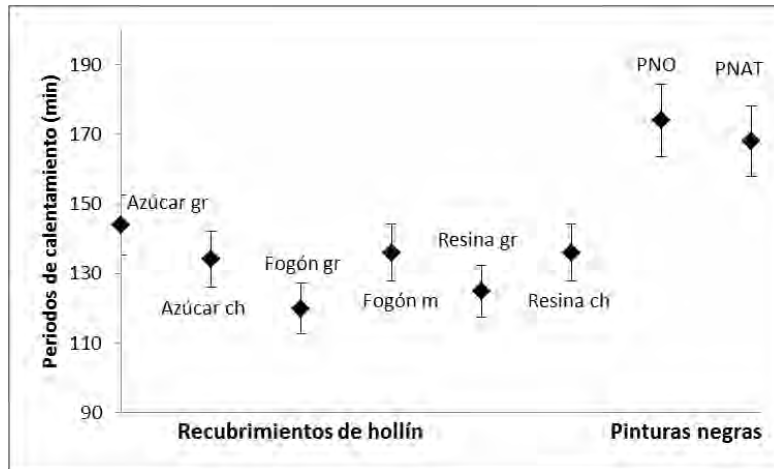 Periodos de calentamiento (min)
190
170
150
130
110
90
PNO
PNAT
Azúcar gr
Azúcar ch
Fogón gr
Fogón m
Resina gr
Resina ch
Recubrimientos de hollín
Pinturas negras